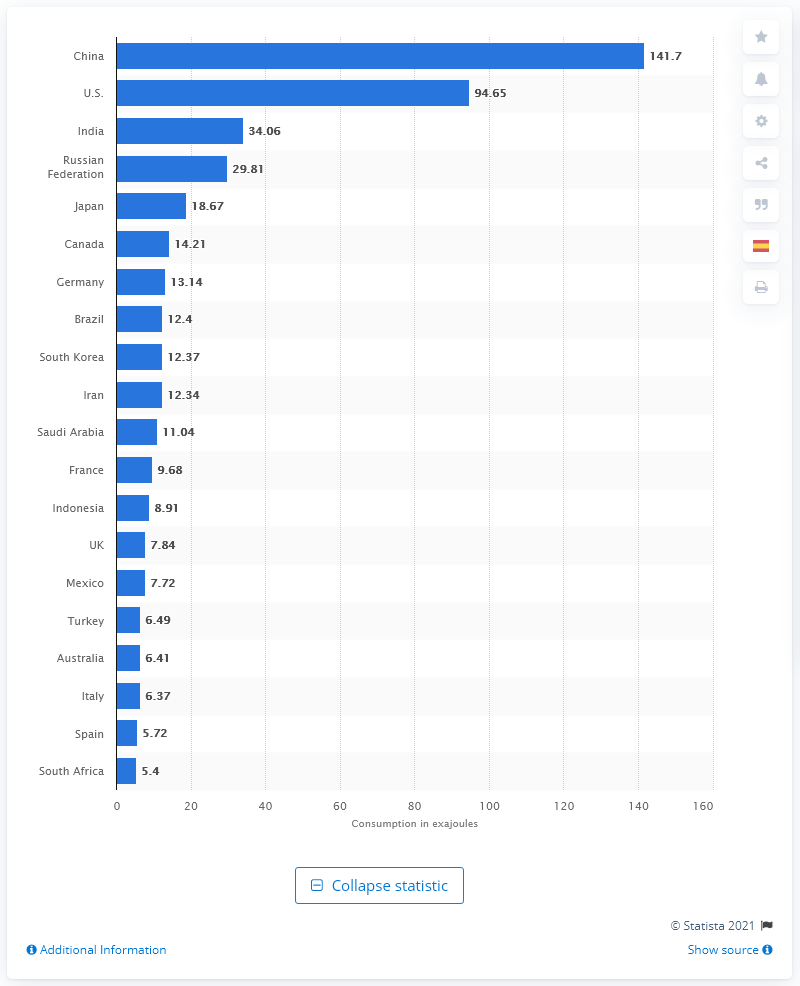 China 141.7
U.S. 94.65
India 34.06
Russian
Federation 29.81
Japan 18.67
Canada 14.21
Germany 13.14
Brazil 12.4
South Korea 12.37
Iran 12.34
Saudi Arabia 11.04
France 9.68
Indonesia 8.91
UK 7.84
Mexico 7.72
Turkey 6.49
Australia 6.41
Italy 6.37
Spain 5.72
South Africa 5.4
0 20 40 60 80 100 120 140 160
Consumption in exajoules
Collapse statistic
© Statista 2021
Additional Information Show source